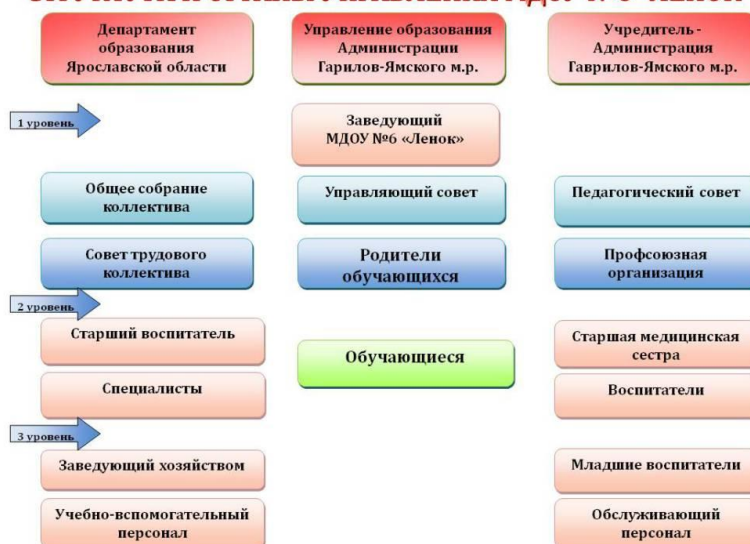 Департамент
образования
Ярославской области
Управление образования
Администрации
Гарилов-Ямского м.р.
Учредитель -
Администрация
Гаврилов-Ямского м.р.
1 уровень
Заведующий
МДОУ №6 «Ленок»
Общее собрание
коллектива
Управляющий совет
Педагогический совет
Совет трудового
коллектива
Родители
обучающихся
Профсоюзная
организация
2 уровень
Старший воспитатель
Обучающиеся
Старшая медицинская
сестра
Специалисты
Воспитатели
3 уровень
Заведующий хозяйством
Младшие воспитатели
Учебно-вспомогательный
персонал
Обслуживающий
персонал